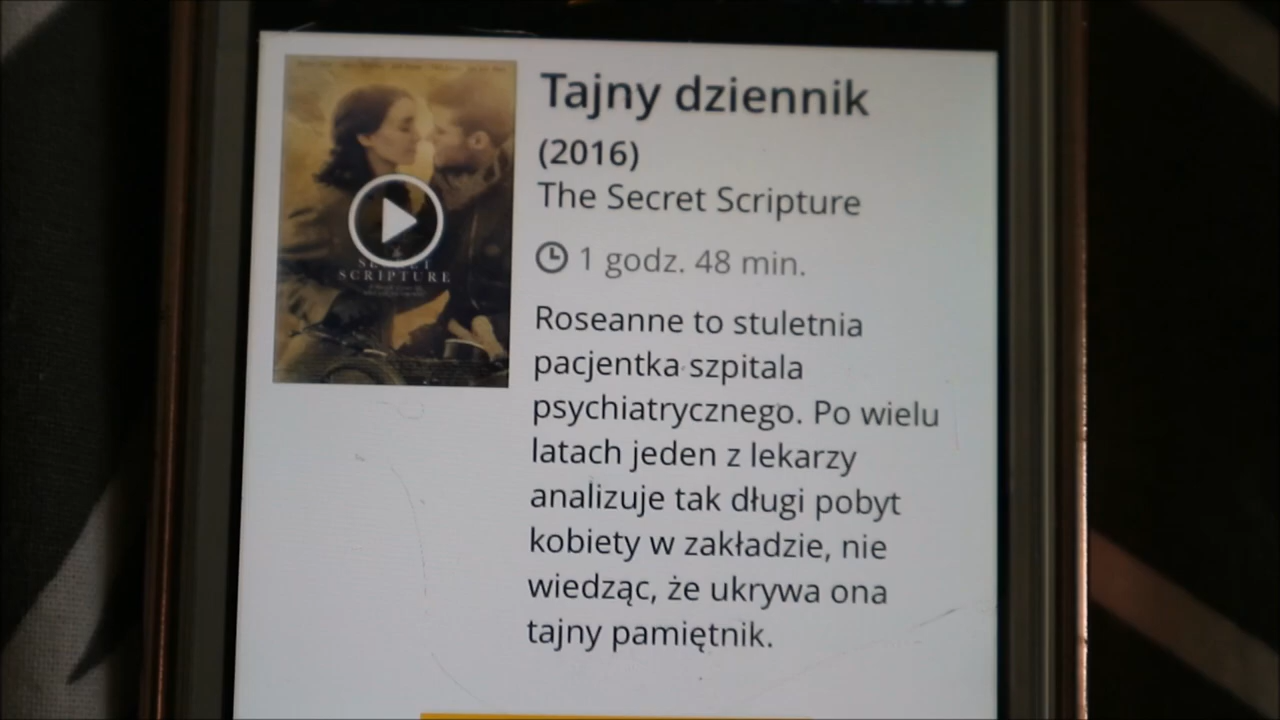 Tajny dziennik
(2016)
The Secret Scripture
1 godz. 48 min.
SCRIPTURE
Roseanne to stuletnia
pacjentka szpitala
psychiatrycznego. Po wielu
latach jeden z lekarzy
analizuje tak długi pobyt
kobiety w zakładzie, nie
wiedząc, że ukrywa ona
tajny pamiętnik.